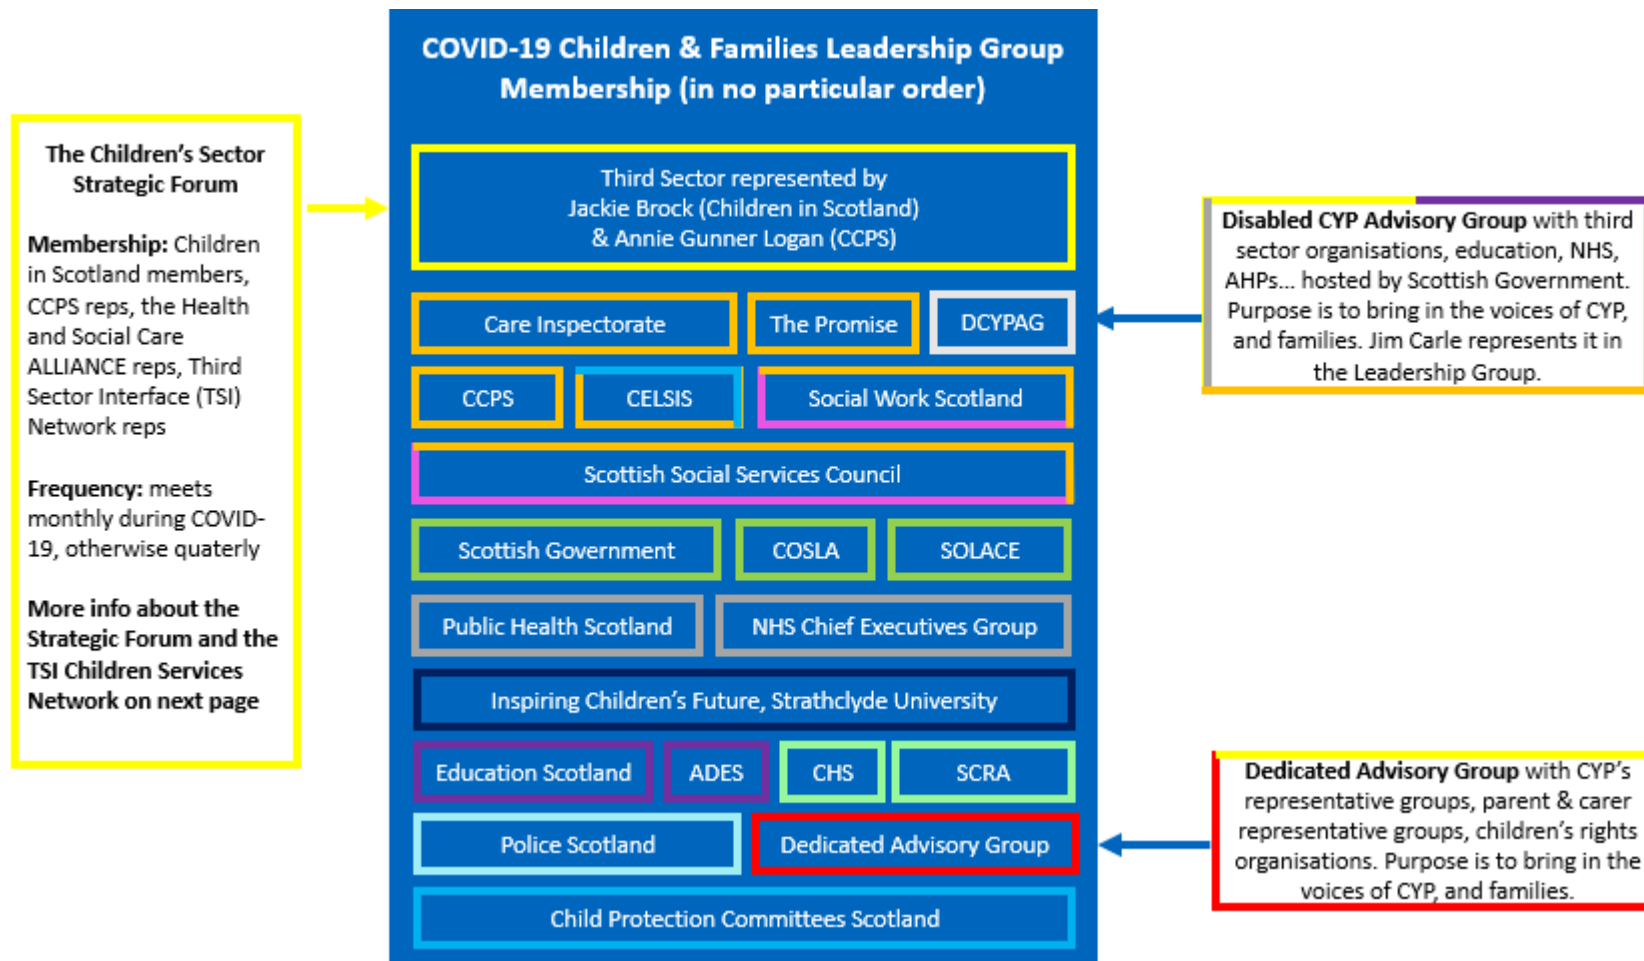 COVID-19 Children & Families Leadership Group
Membership (in no particular order)
The Children's Sector
Strategic Forum
Membership: Children
in Scotland members,
CCPS reps, the Health
and Social Care
ALLIANCE reps, Third
Sector Interface (TSI)
Network reps
Frequency: meets
monthly during COVID-
19, otherwise quaterly
More info about the
Strategic Forum and the
TSI Children Services
Network on next page
Third Sector represented by
Jackie Brock (Children in Scotland)
& Annie Gunner Logan (CCPS)
Care Inspectorate
The Promise
DCYPAG
CCPS
CELSIS
Social Work Scotland
Scottish Social Services Council
Scottish Government
COSLA
SOLACE
Public Health Scotland
NHS Chief Executives Group
Inspiring Children's Future, Strathclyde University
Education Scotland
ADES
CHS
SCRA
Police Scotland
Dedicated Advisory Group
Child Protection Committees Scotland
Disabled CYP Advisory Group with third
sector organisations, education, NHS,
AHPs... hosted by Scottish Government.
Purpose is to bring in the voices of CYP,
and families. Jim Carle represents it in
the Leadership Group.
Dedicated Advisory Group with CYP's
representative groups, parent & carer
representative groups, children's rights
organisations. Purpose is to bring in the
voices of CYP, and families.